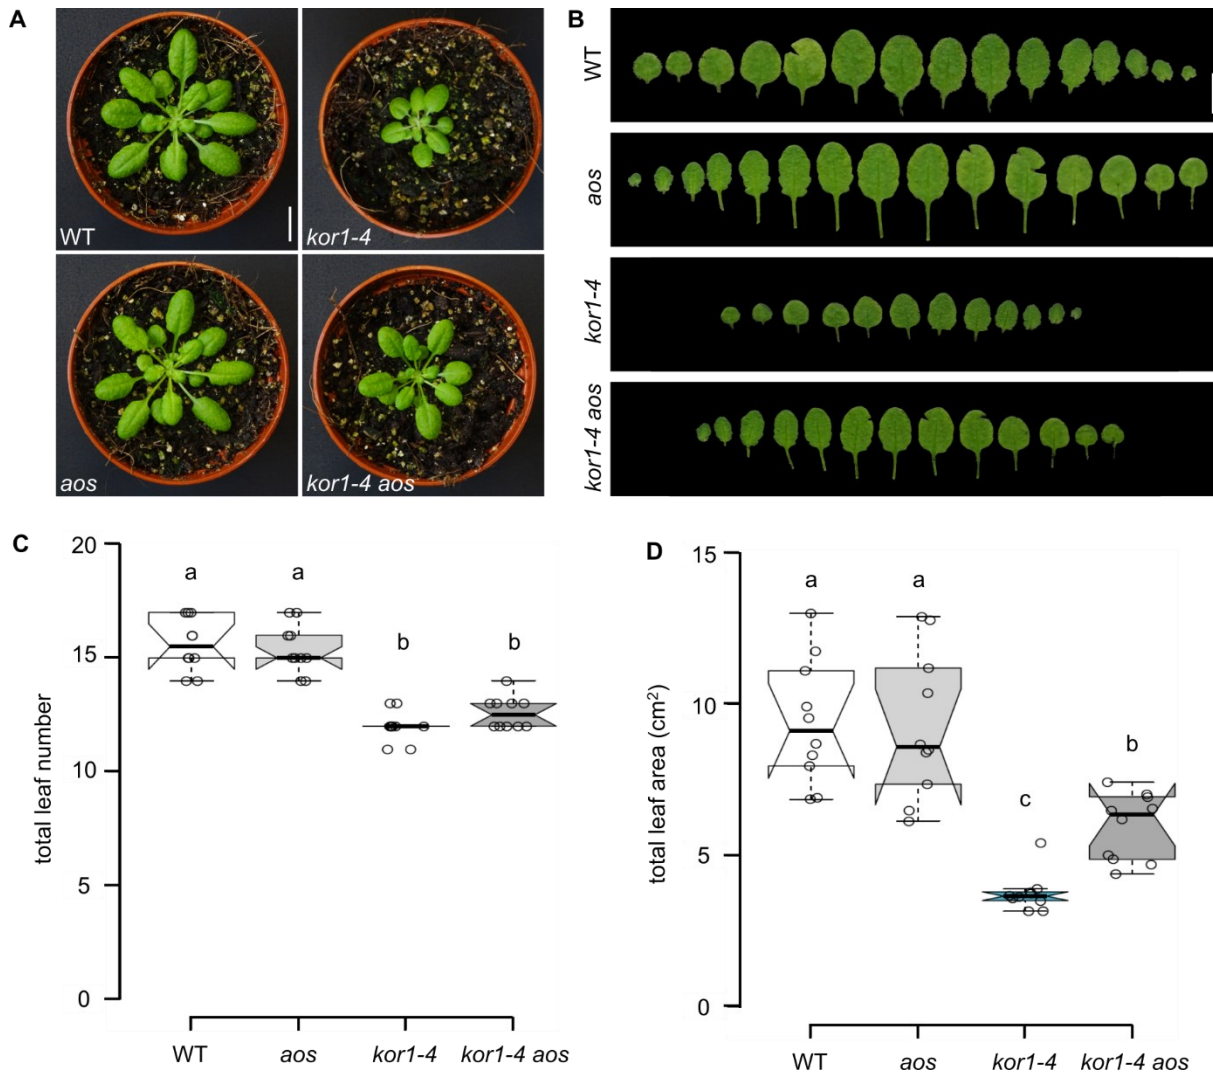 A
WT
kor1-4
aos
kor1-4 aos
B
WT
aos
kor1-4
kor1-4 aos
C
total leaf number
20
15
10
5
0
a
a
b
b
WT
aos
kor1-4
kor1-4 aos
D
total leaf area (cm²)
15
10
5
0
a
a
c
b
WT
aos
kor1-4
kor1-4 aos